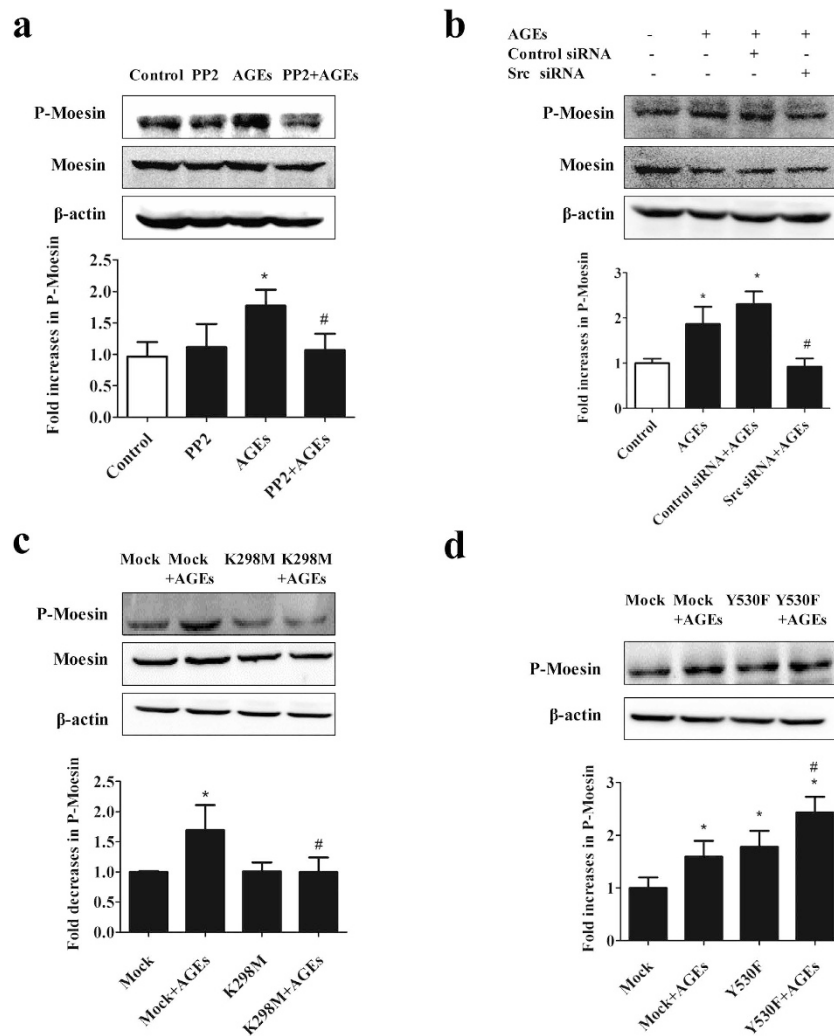 a
Control PP2 AGEs PP2+AGEs
P-Moesin
Moesin
β-actin
Fold increases in P-Moesin
2.5
2.0
1.5
1.0
0.5
0.0
*
#
Control
PP2
AGEs
PP2+AGEs
b
AGEs - + + +
Control siRNA - - + -
Src siRNA - - - +
P-Moesin
Moesin
β-actin
Fold increases in P-Moesin
3
2
1
0
*
*
#
Control
AGEs
Control siRNA+AGEs
Src siRNA+AGEs
c
Mock Mock K298M K298M
+AGEs +AGEs
P-Moesin
Moesin
β-actin
Fold decreases in P-Moesin
2.5
2.0
1.5
1.0
0.5
0.0
*
#
Mock
Mock+AGEs
K298M
K298M+AGEs
d
Mock Mock Y530F Y530F
+AGEs +AGEs
P-Moesin
β-actin
Fold increases in P-Moesin
3
2
1
0
*
*
#
*
Mock
Mock+AGEs
Y530F
Y530F+AGEs